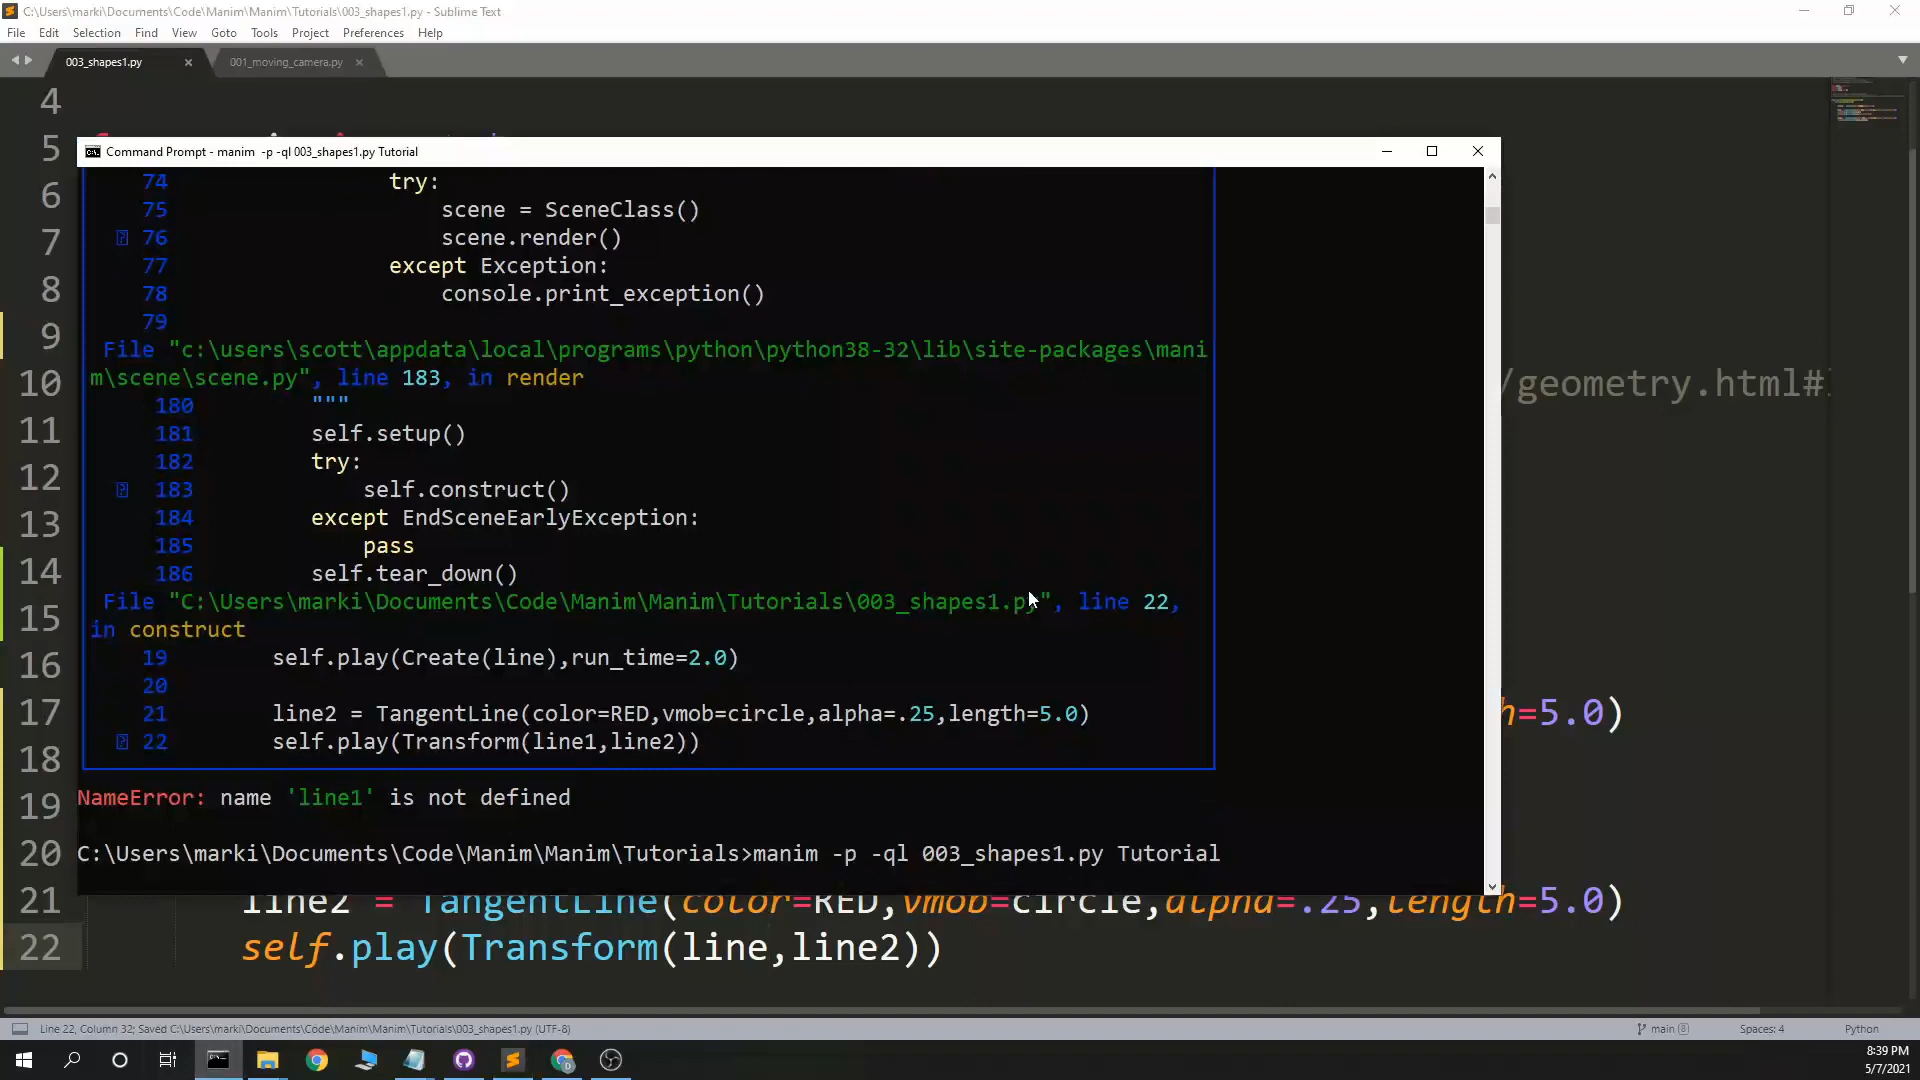 C:\Users\marki\Documents\Code\Manim\Manim\Tutorials\003_shapes1.py - Sublime Text
File Edit Selection Find View Goto Tools Project Preferences Help
003_shapes1.py
001_moving_camera.py
4
5
6
7
8
9
10 /geometry.html#
11
12
13
14
15
16
17 h=5.0)
18
19
20
21 line2 = TangentLine(color=RED,vmob=circle,alpha=.25,length=5.0)
22 self.play(Transform(line,line2))
Command Prompt - manim -p -ql 003_shapes1.py Tutorial
74 try:
75 scene = SceneClass()
76 scene.render()
77 except Exception:
78 console.print_exception()
79
File "c:\users\scott\appdata\local\programs\python\python38-32\lib\site-packages\mani
m\scene\scene.py", line 183, in render
180 """
181 self.setup()
182 try:
183 self.construct()
184 except EndSceneEarlyException:
185 pass
186 self.tear_down()
File "C:\Users\marki\Documents\Code\Manim\Manim\Tutorials\003_shapes1.py", line 22,
in construct
19 self.play(Create(line),run_time=2.0)
20
21 line2 = TangentLine(color=RED,vmob=circle,alpha=.25,length=5.0)
22 self.play(Transform(line1,line2))
NameError: name 'line1' is not defined
C:\Users\marki\Documents\Code\Manim\Manim\Tutorials>manim -p -ql 003_shapes1.py Tutorial
Line 22, Column 32; Saved C:\Users\marki\Documents\Code\Manim\Manim\Tutorials\003_shapes1.py (UTF-8)
main 8
Spaces: 4
Python
8:39 PM
5/7/2021